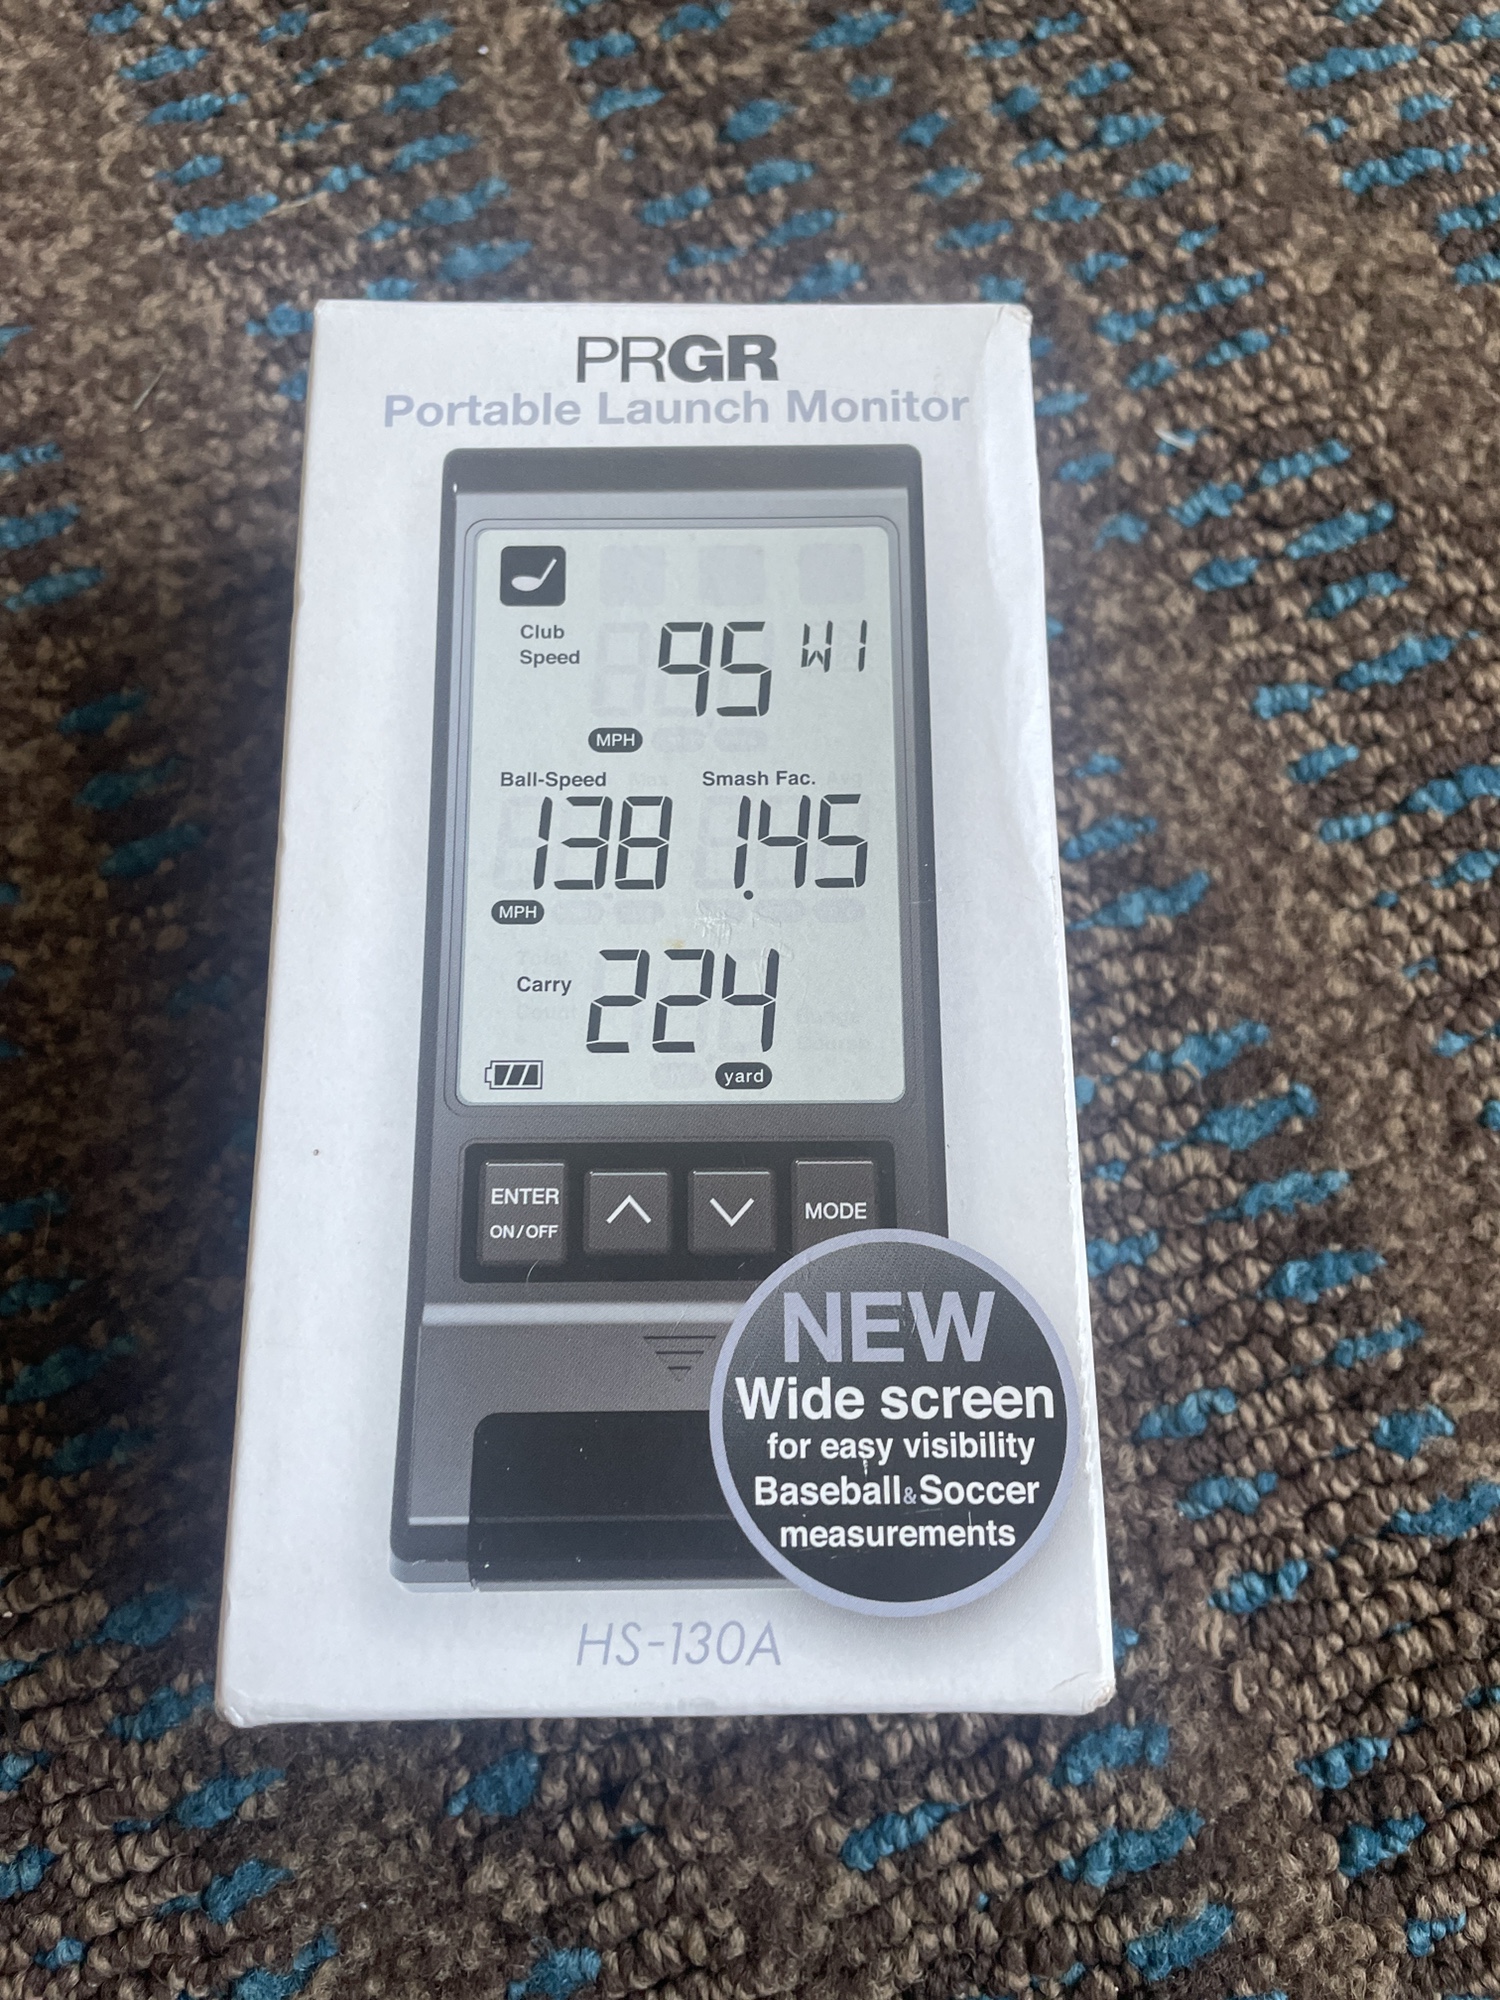 PRGR
Portable Launch Monitor
Club
Speed
95 W1
MPH
Ball-Speed Smash Fac.
138 1.45
MPH
Carry 224
yard
ENTER
ON/OFF
MODE
NEW
Wide screen
for easy visibility
Baseball&Soccer
measurements
HS-130A